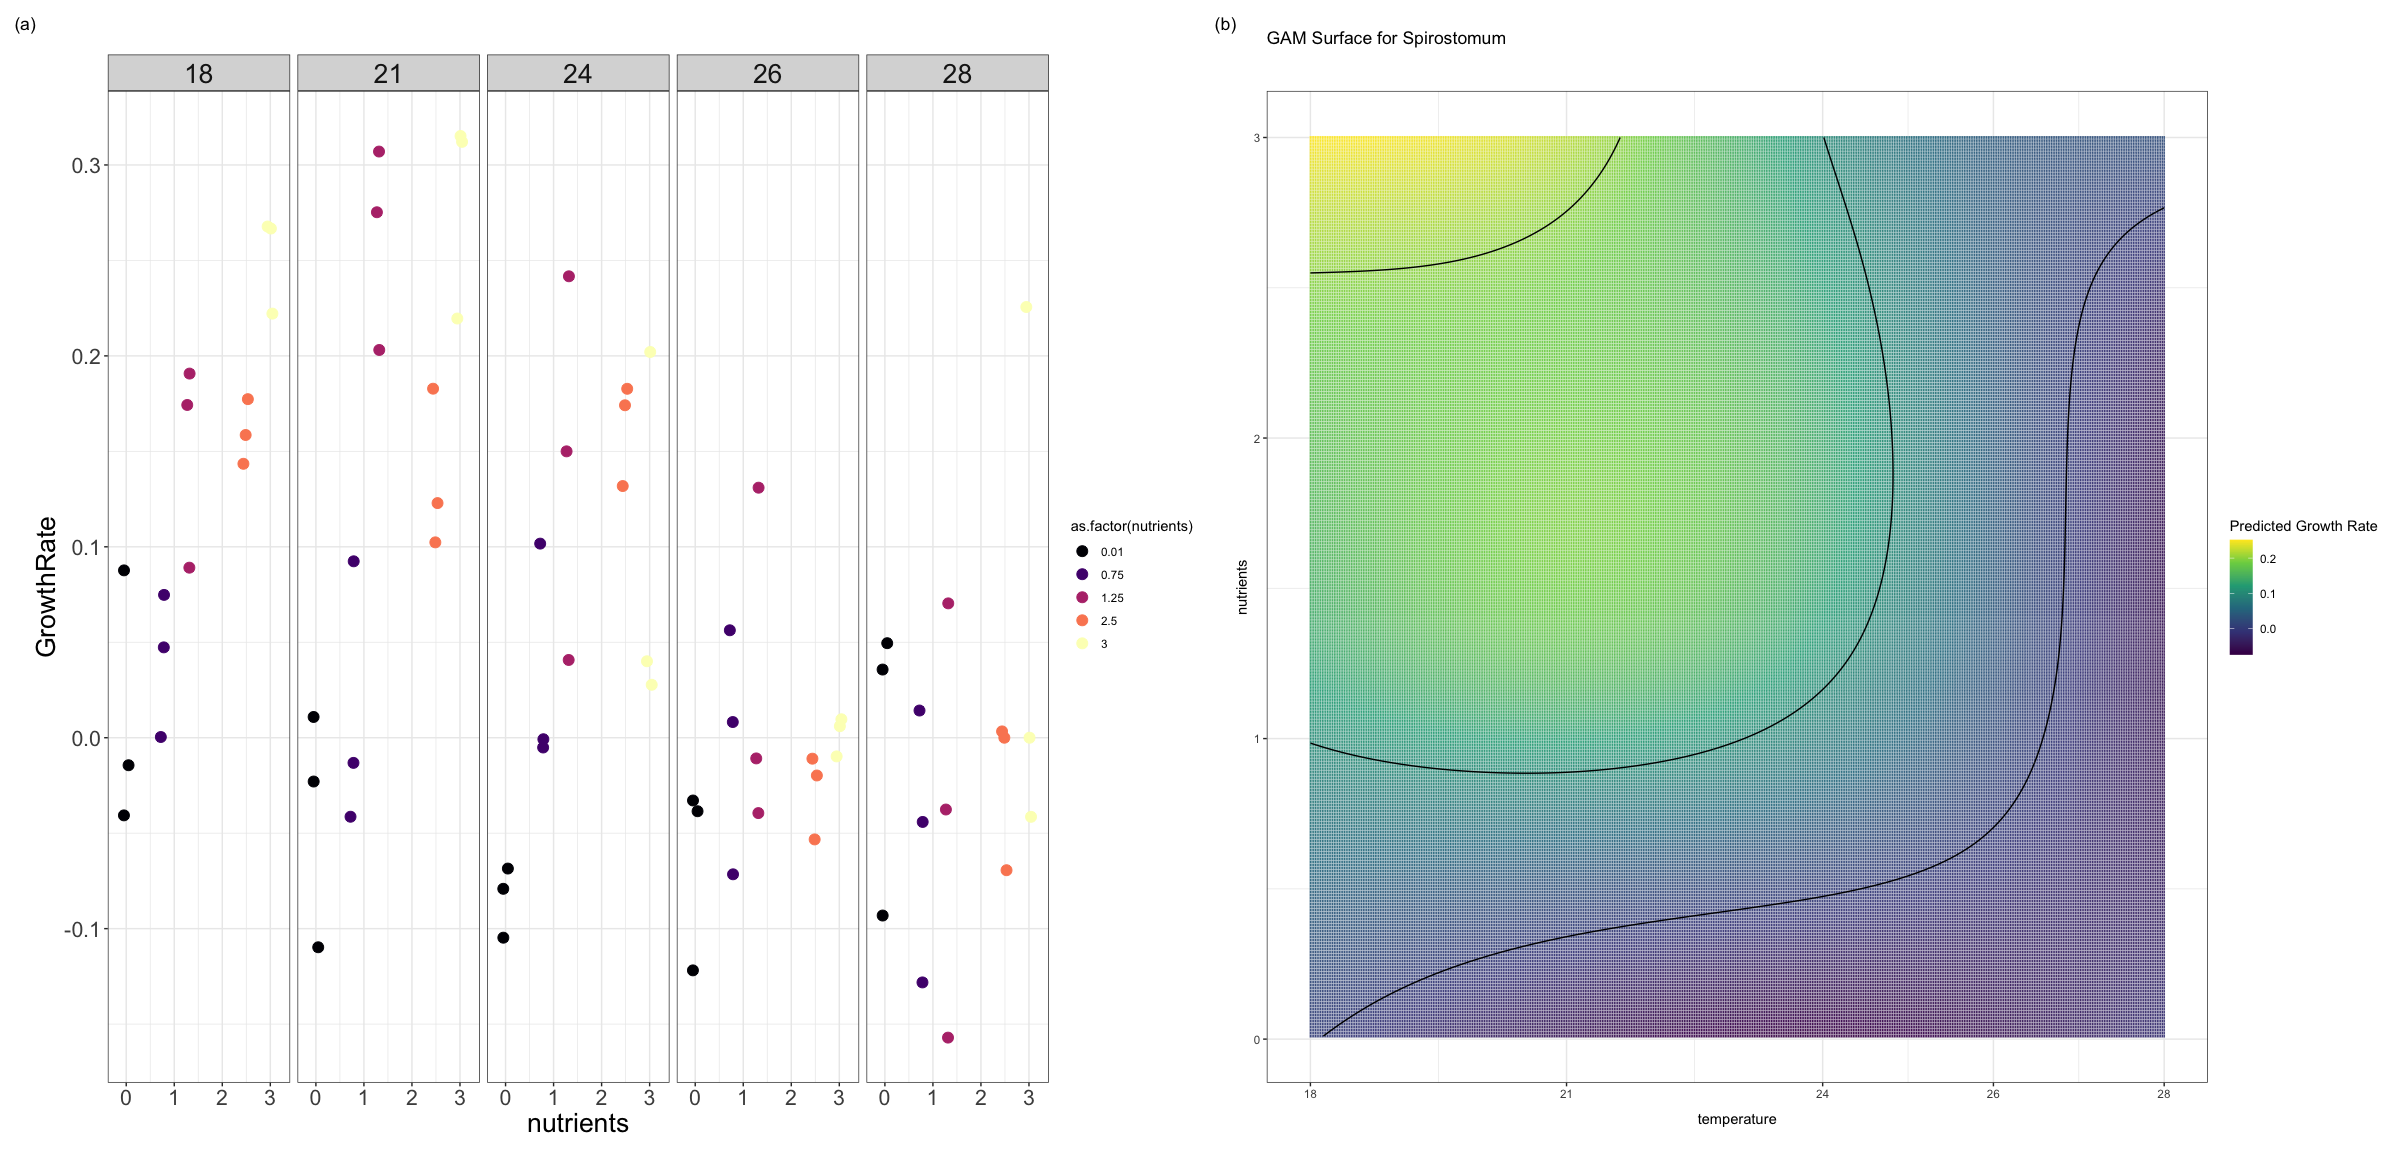 (a)
18 21 24 26 28
GrowthRate
0.3
0.2
0.1
0.0
-0.1
0 1 2 3 0 1 2 3 0 1 2 3 0 1 2 3 0 1 2 3
nutrients
as.factor(nutrients)
0.01
0.75
1.25
2.5
3
(b)
GAM Surface for Spirostomum
nutrients
3
2
1
0
18 21 24 26 28
temperature
Predicted Growth Rate
0.2
0.1
0.0